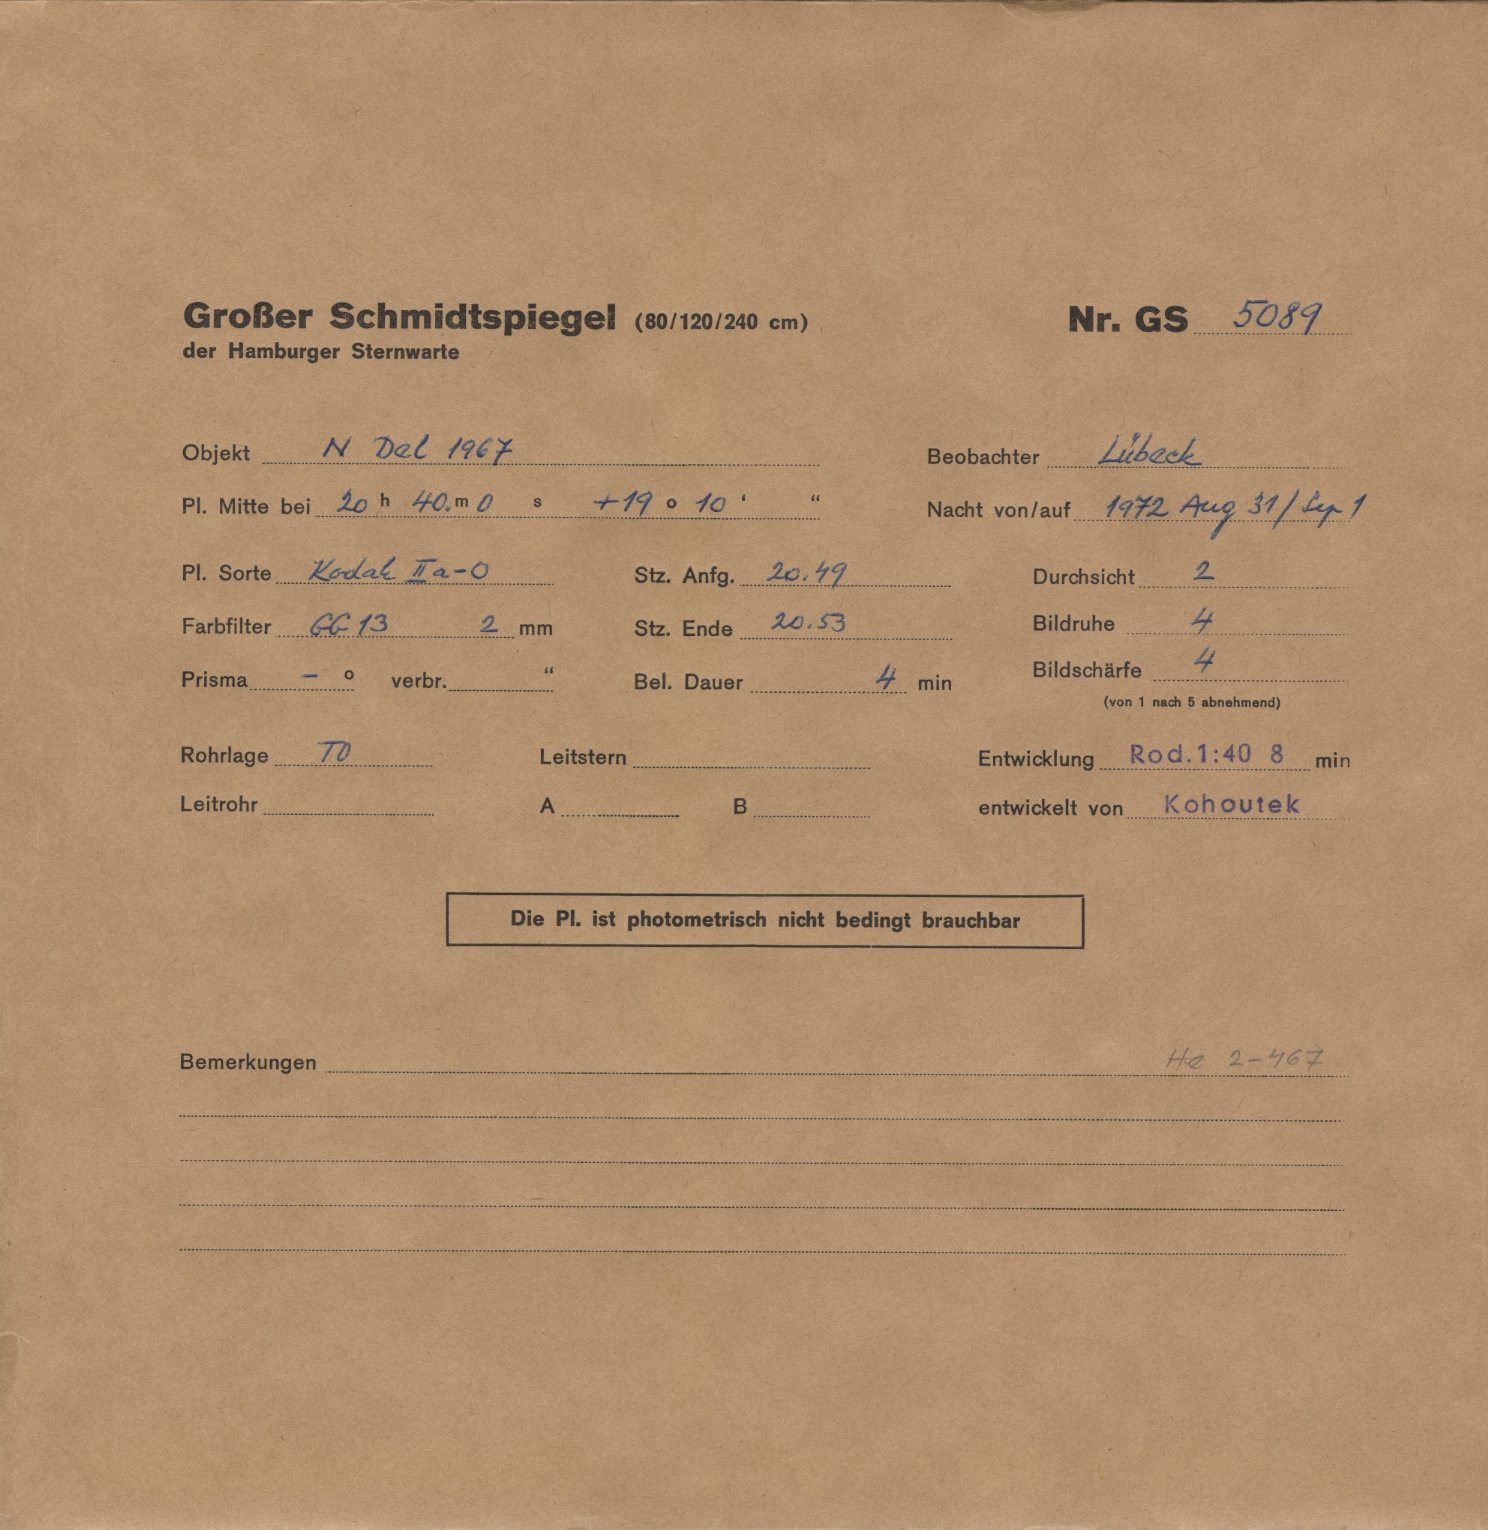 Großer Schmidtspiegel (80/120/240 cm) Nr. GS 5089
der Hamburger Sternwarte
Objekt N Del 1967 Beobachter Lübeck
Pl. Mitte bei 20 h 40. m 0 s +19 o 10 ' “ Nacht von/auf 1972 Aug 31/Sep 1
Pl. Sorte Kodak IIa-O Stz. Anfg. 20.49 Durchsicht 2
Farbfilter GG 13 2 mm Stz. Ende 20.53 Bildruhe 4
Prisma – o verbr. “ Bel. Dauer 4 min Bildschärfe 4
(von 1 nach 5 abnehmend)
Rohrlage TO Leitstern Entwicklung Rod.1:40 8 min
Leitrohr A B entwickelt von Kohoutek
Die Pl. ist photometrisch nicht bedingt brauchbar
Bemerkungen He 2-467